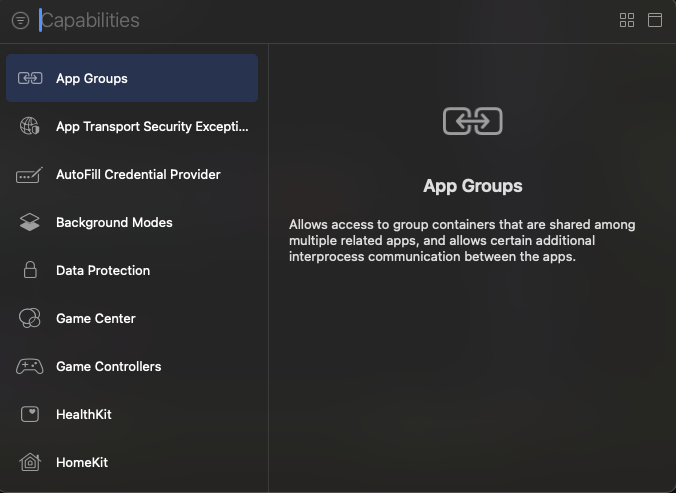 Capabilities
App Groups
App Transport Security Excepti...
AutoFill Credential Provider
Background Modes
Data Protection
Game Center
Game Controllers
HealthKit
HomeKit
App Groups
Allows access to group containers that are shared among
multiple related apps, and allows certain additional
interprocess communication between the apps.